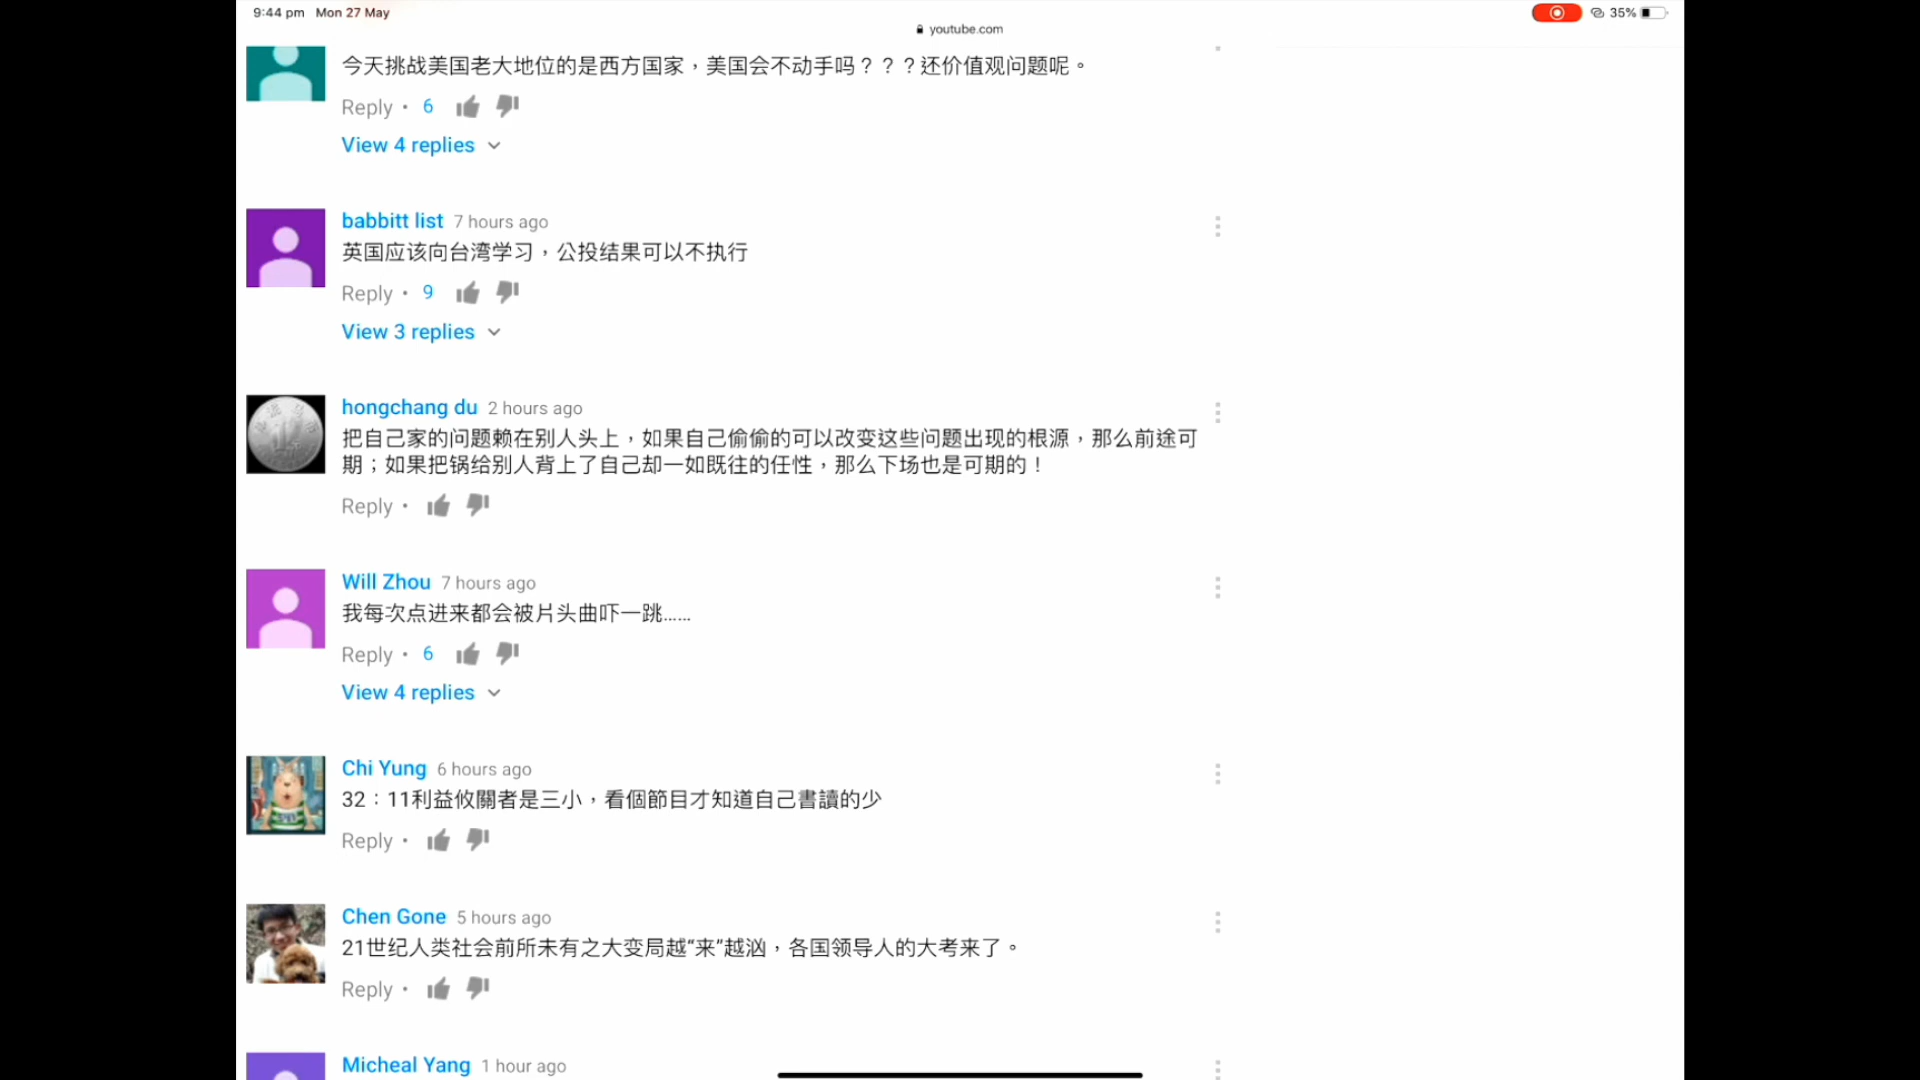 9:44 pm Mon 27 May
35%
youtube.com
今天挑战美国老大地位的是西方国家，美国会不动手吗？？？还价值观问题呢。
Reply • 6
View 4 replies
babbitt list 7 hours ago
英国应该向台湾学习，公投结果可以不执行
Reply • 9
View 3 replies
hongchang du 2 hours ago
把自己家的问题赖在别人头上，如果自己偷偷的可以改变这些问题出现的根源，那么前途可
期；如果把锅给别人背上了自己却一如既往的任性，那么下场也是可期的！
Reply •
Will Zhou 7 hours ago
我每次点进来都会被片头曲吓一跳……
Reply • 6
View 4 replies
Chi Yung 6 hours ago
32：11利益攸關者是三小，看個節目才知道自己書讀的少
Reply •
Chen Gone 5 hours ago
21世纪人类社会前所未有之大变局越“来”越汹，各国领导人的大考来了。
Reply •
Micheal Yang 1 hour ago